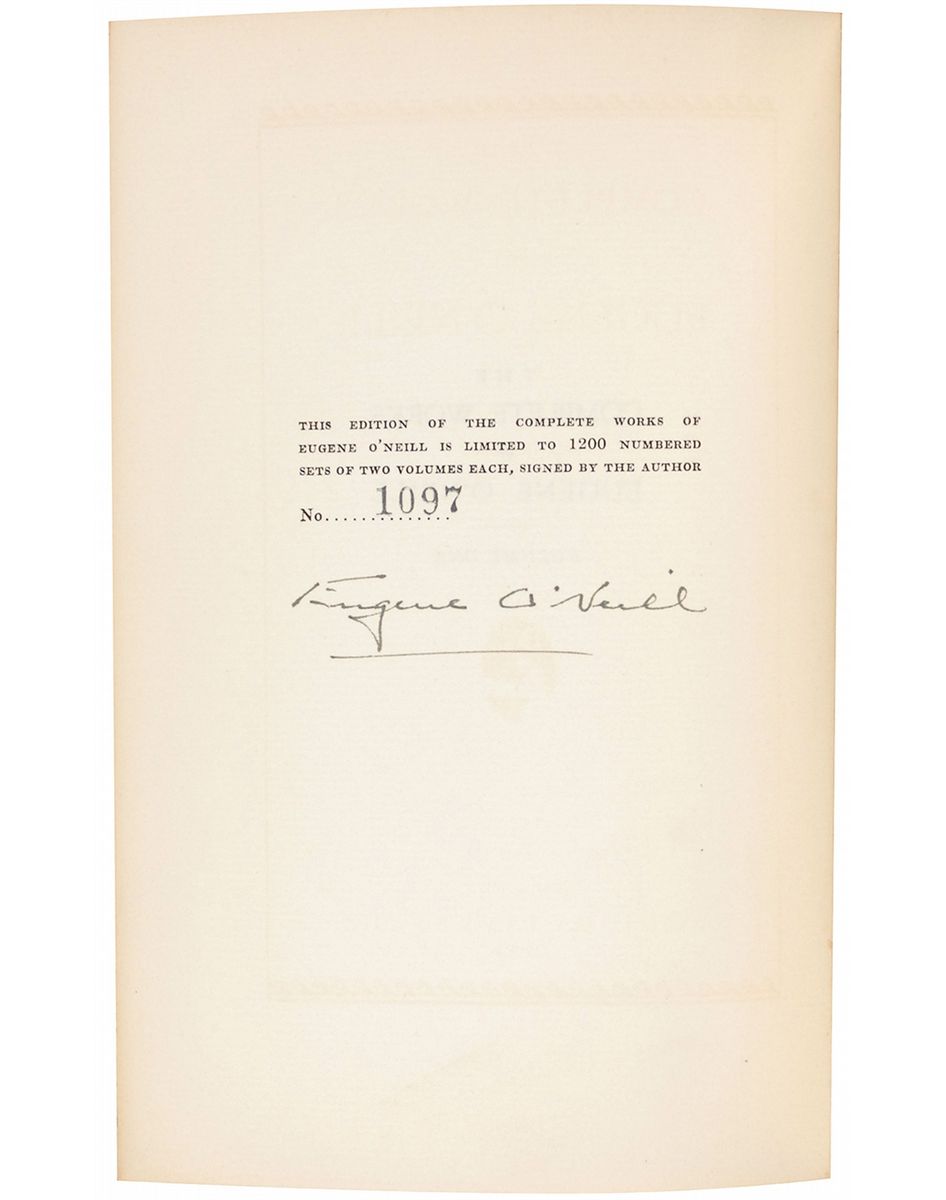 THIS EDITION OF THE COMPLETE WORKS OF
EUGENE O'NEILL IS LIMITED TO 1200 NUMBERED
SETS OF TWO VOLUMES EACH, SIGNED BY THE AUTHOR
No.............. 1097
Eugene O'Neill